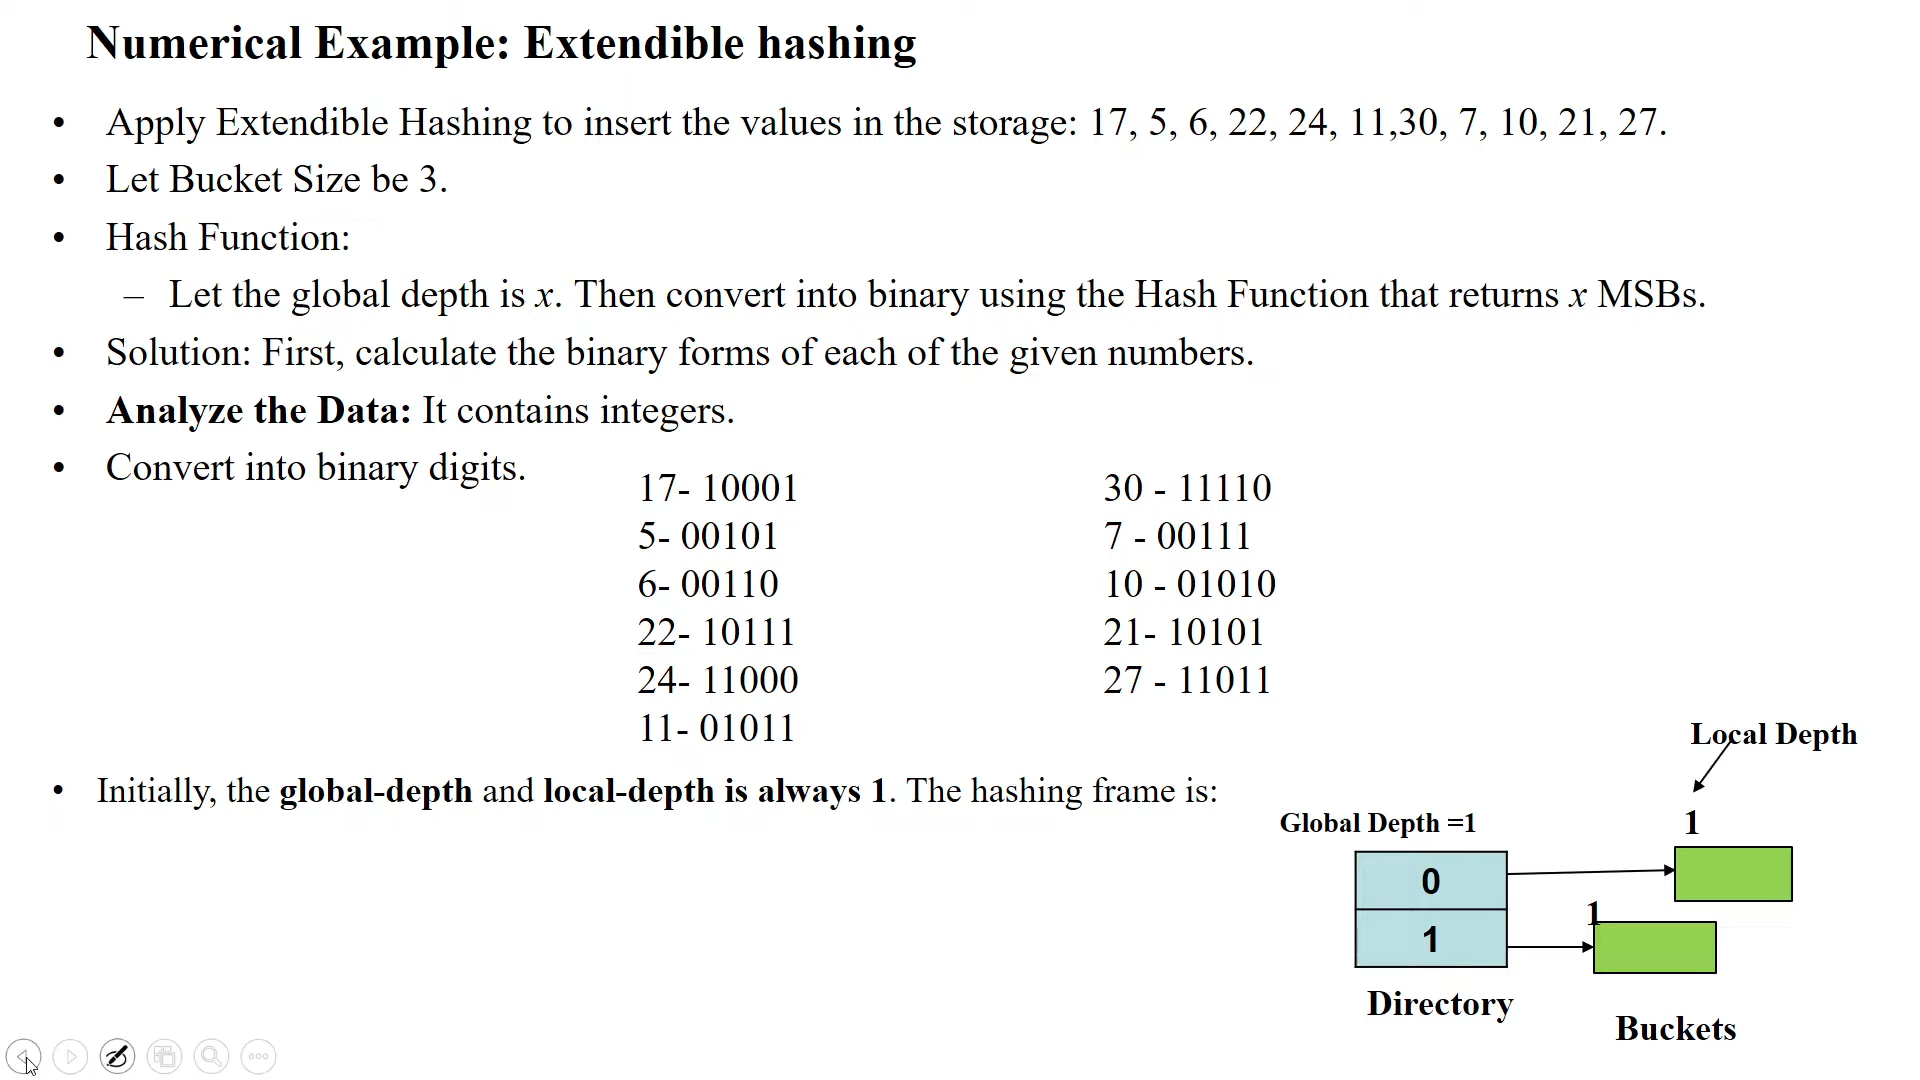 Numerical Example: Extendible hashing
• Apply Extendible Hashing to insert the values in the storage: 17, 5, 6, 22, 24, 11,30, 7, 10, 21, 27.
• Let Bucket Size be 3.
• Hash Function:
– Let the global depth is x. Then convert into binary using the Hash Function that returns x MSBs.
• Solution: First, calculate the binary forms of each of the given numbers.
• Analyze the Data: It contains integers.
• Convert into binary digits.
17- 10001
5- 00101
6- 00110
22- 10111
24- 11000
11- 01011
30 - 11110
7 - 00111
10 - 01010
21- 10101
27 - 11011
• Initially, the global-depth and local-depth is always 1. The hashing frame is:
Local Depth
Global Depth =1
1
0
1
1
Directory
Buckets